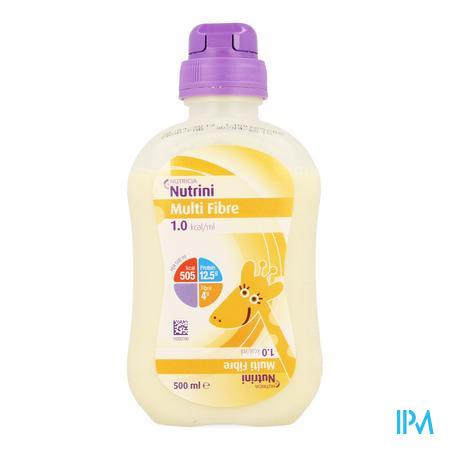 NUTRICIA
Nutrini
Multi Fibre
1.0 kcal/ml
kcal
505
Protein
12.5g
Fibre
4g
500 ml e
1.0 kcal/ml
Multi Fibre
Nutrini
NUTRICIA
IPM